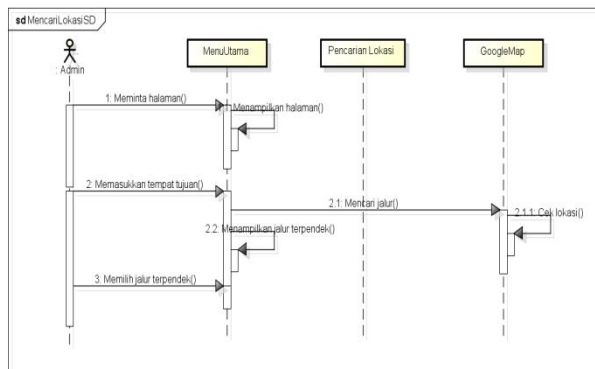 sd MencariLokasiSD
: Admin
MenuUtama
Pencarian Lokasi
GoogleMap
1: Meminta halaman()
Menampilkan halaman()
2: Memasukkan tempat tujuan()
2.1: Mencari jalur()
2.1.1: Cek lokasi()
2.2: Menampilkan jalur terpendek()
3: Memilih jalur terpendek()